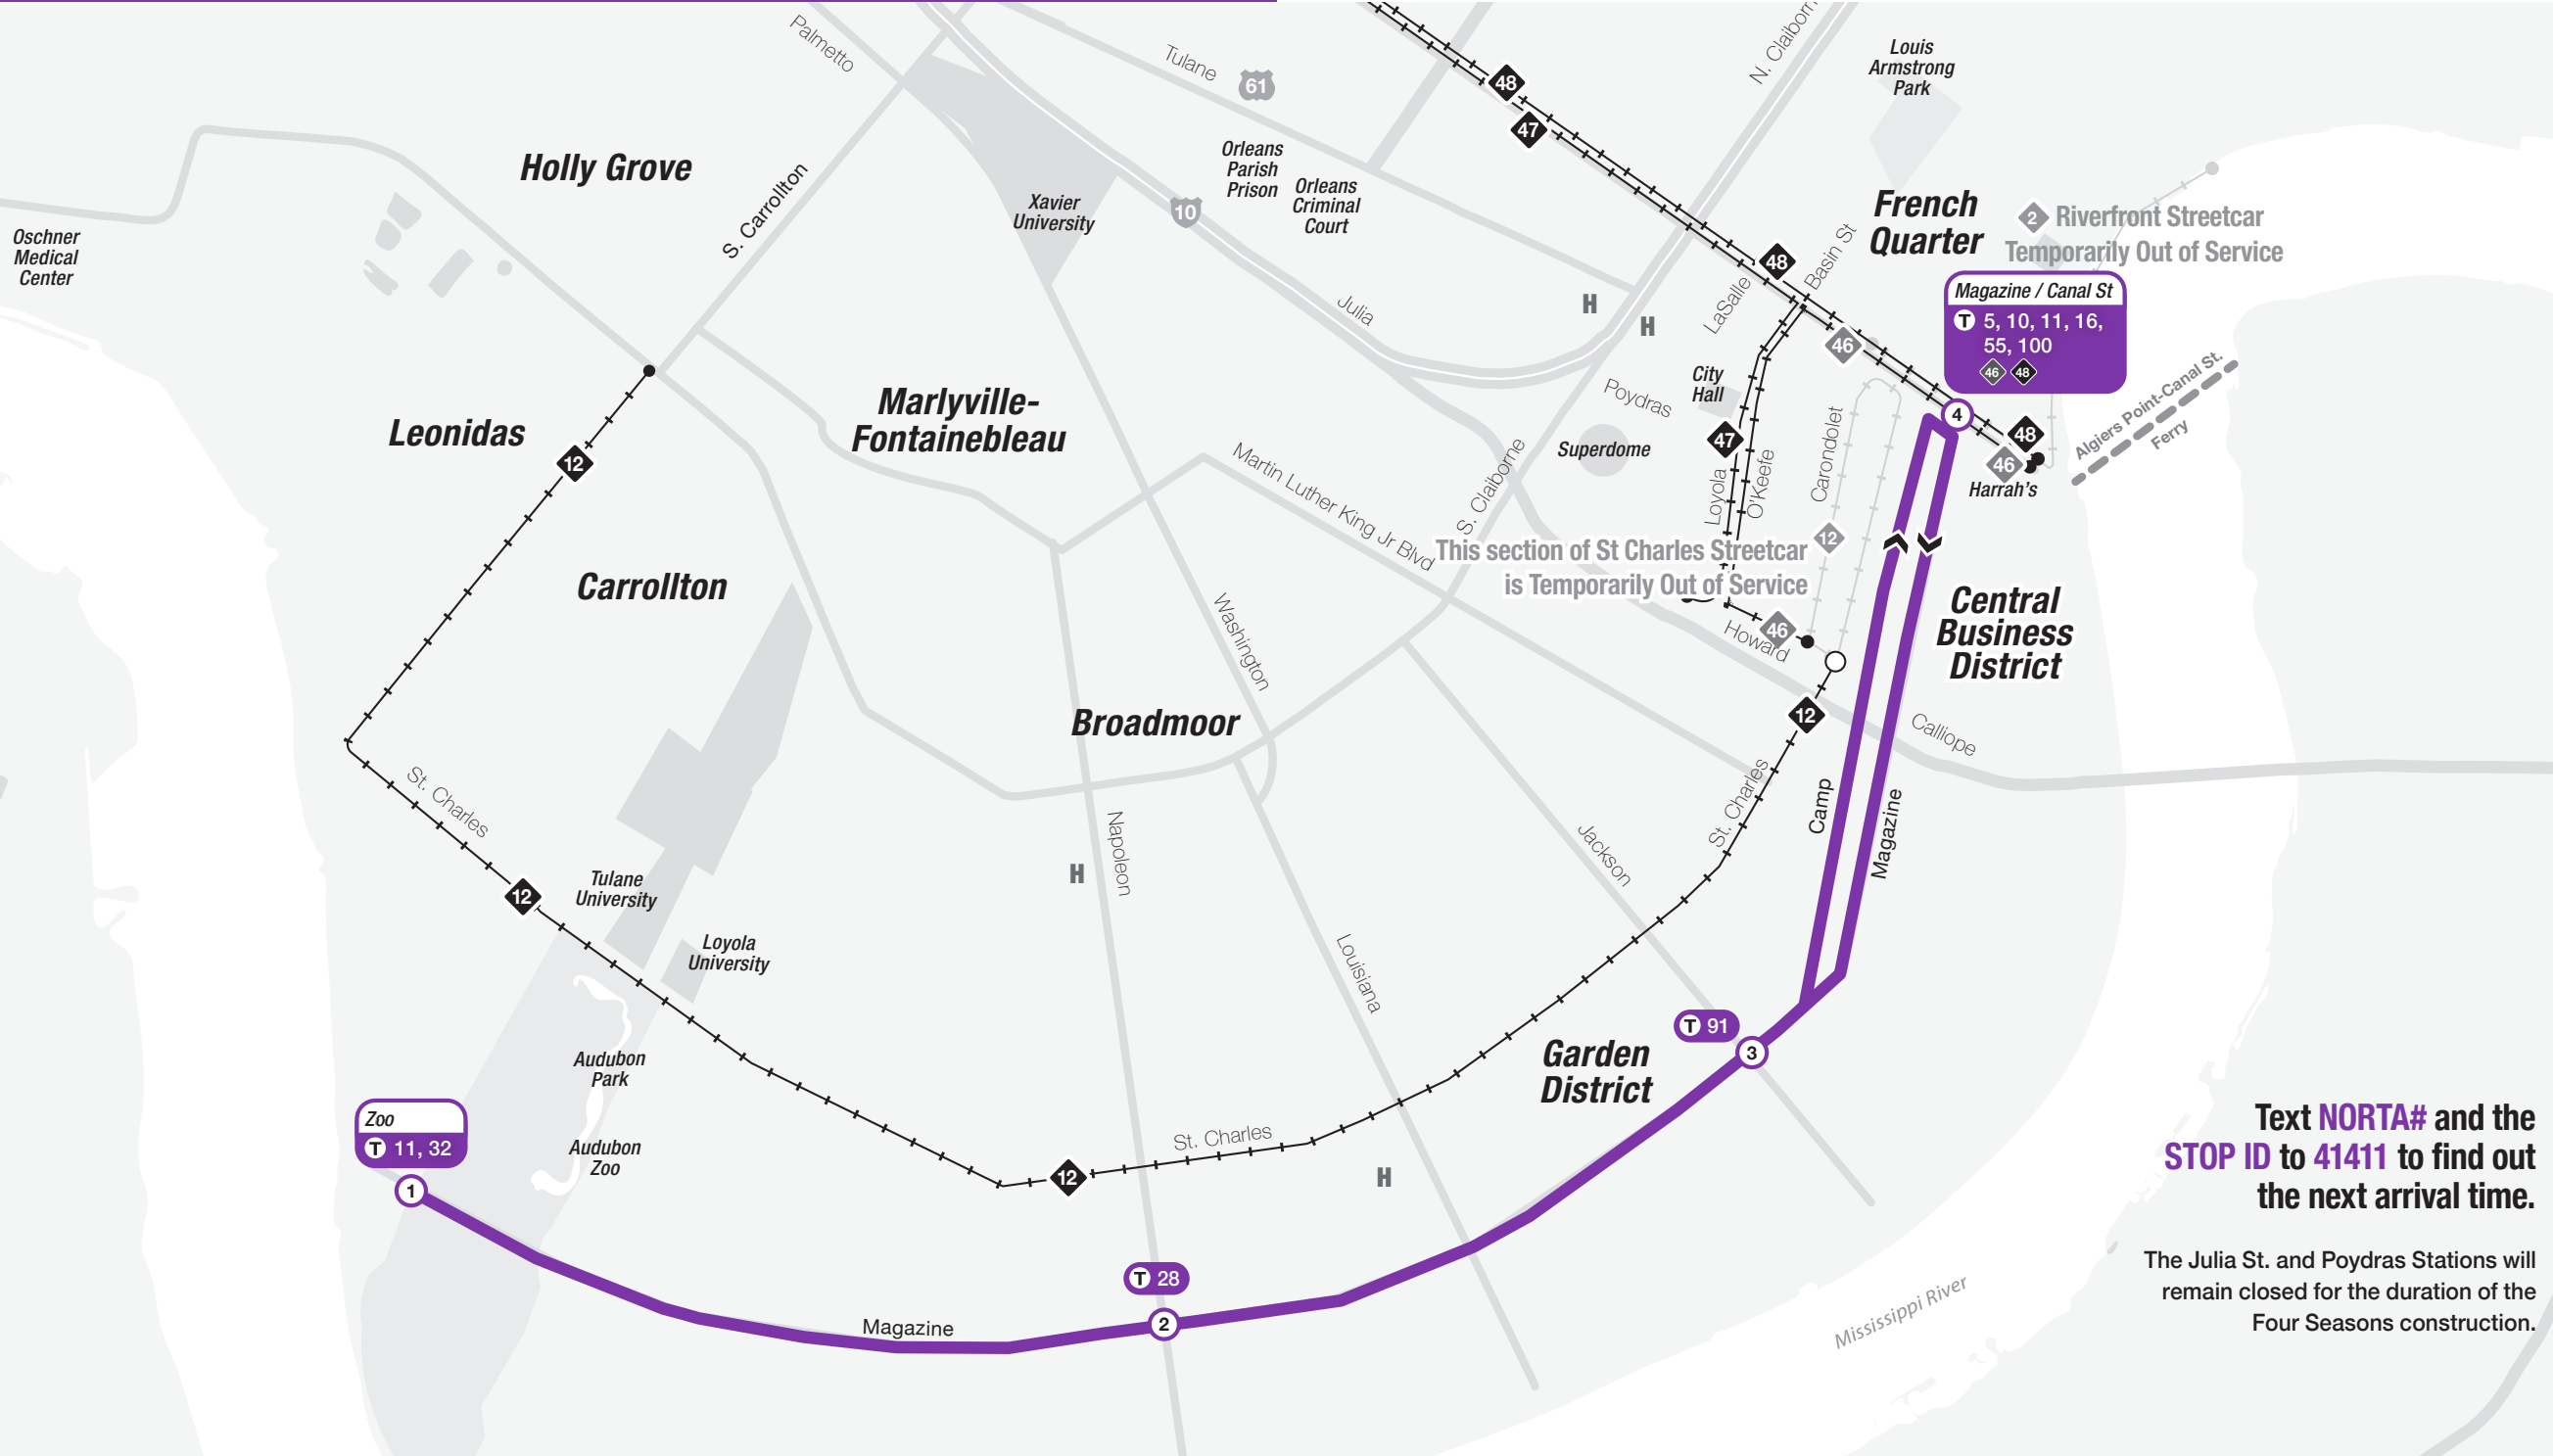 Palmetto
Tulane
61
N. Claiborn
Louis
Armstrong
Park
48
47
Holly Grove
S. Carrollton
Orleans
Parish
Prison
Orleans
Criminal
Court
Xavier
University
10
French
Quarter
2 Riverfront Streetcar
Temporarily Out of Service
Oschner
Medical
Center
48
Basin St
LaSalle
Julia
H
H
46
Magazine / Canal St
T 5, 10, 11, 16,
55, 100
46 48
Algiers Point-Canal St.
Ferry
City
Hall
Poydras
Marlyville-
Fontainebleau
Leonidas
12
4
48
46
Harrah's
47
Superdome
Carondolet
Loyola
O'Keefe
S. Claiborne
Martin Luther King Jr Blvd
This section of St Charles Streetcar
is Temporarily Out of Service
12
Carrollton
Washington
Central
Business
District
46
Howard
12
Calliope
Broadmoor
St. Charles
St. Charles
Camp
Magazine
Napoleon
H
Jackson
12
Tulane
University
Loyola
University
Louisiana
T 91
3
Garden
District
Audubon
Park
Audubon
Zoo
Zoo
T 11, 32
1
St. Charles
12
H
T 28
2
Magazine
Mississippi River
Text NORTA# and the
STOP ID to 41411 to find out
the next arrival time.
The Julia St. and Poydras Stations will
remain closed for the duration of the
Four Seasons construction.